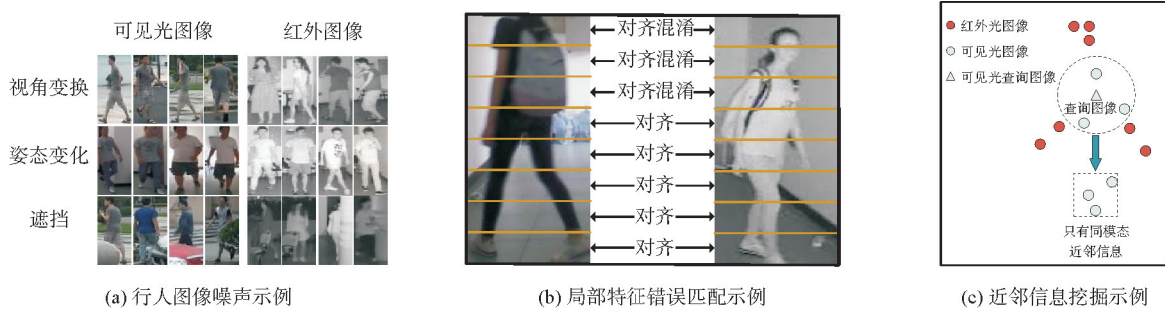 可见光图像
红外图像
视角变换
姿态变化
遮挡
(a) 行人图像噪声示例
对齐混淆
对齐混淆
对齐混淆
对齐
对齐
对齐
对齐
对齐
(b) 局部特征错误匹配示例
红外光图像
可见光图像
可见光查询图像
查询图像
只有同模态
近邻信息
(c) 近邻信息挖掘示例